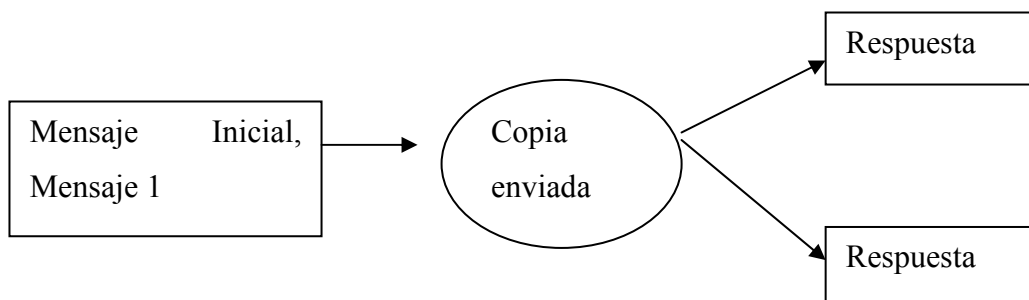 Mensaje Inicial,
Mensaje 1
Copia
enviada
Respuesta
Respuesta